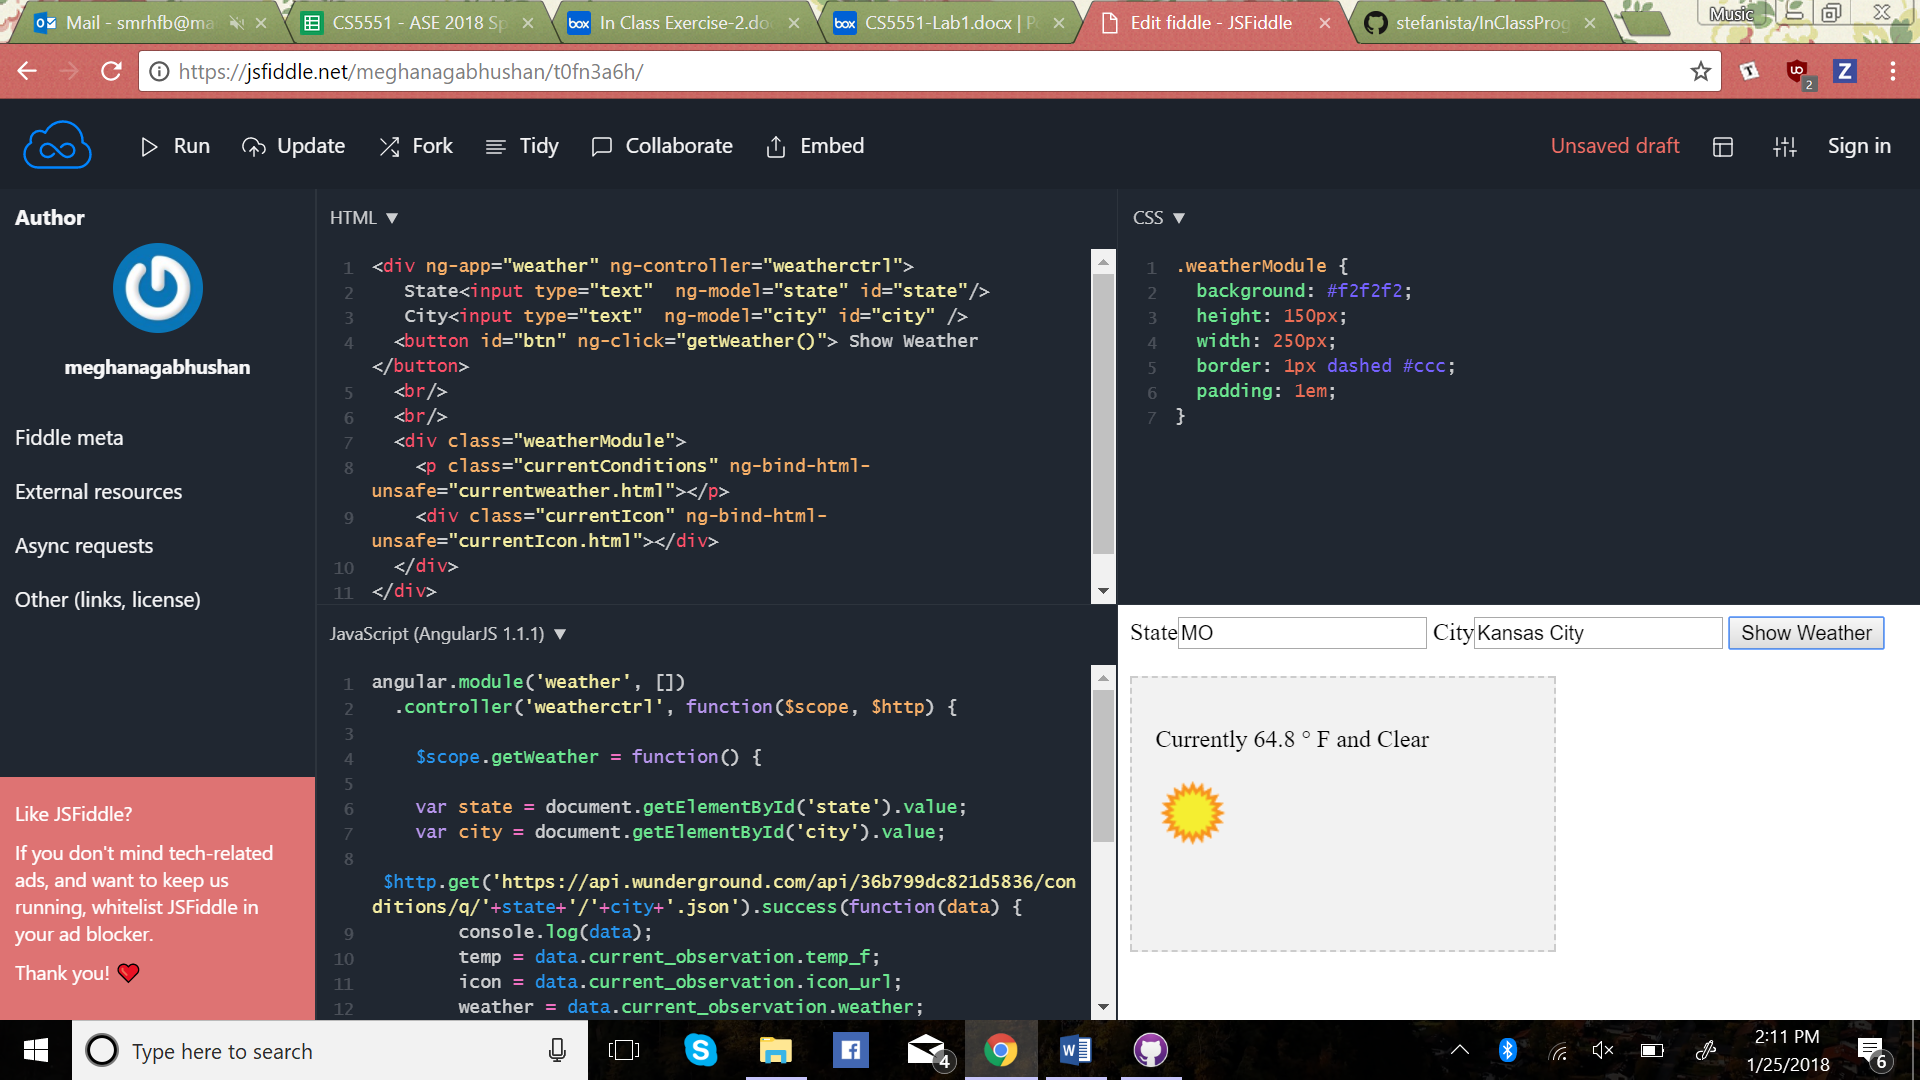 Mail - smrhfb@ma
CS5551 - ASE 2018 Sp
In Class Exercise-2.do
CS5551-Lab1.docx | P
Edit fiddle - JSFiddle
stefanista/InClassProg
Music
https://jsfiddle.net/meghanagabhushan/t0fn3a6h/
2
Run
Update
Fork
Tidy
Collaborate
Embed
Unsaved draft
Sign in
Author
meghanagabhushan
Fiddle meta
External resources
Async requests
Other (links, license)
Like JSFiddle?
If you don't mind tech-related
ads, and want to keep us
running, whitelist JSFiddle in
your ad blocker.
Thank you!
HTML ▼
1 <div ng-app="weather" ng-controller="weatherctrl">
2 State<input type="text"  ng-model="state" id="state"/>
3 City<input type="text"  ng-model="city" id="city" />
4 <button id="btn" ng-click="getWeather()"> Show Weather
</button>
5 <br/>
6 <br/>
7 <div class="weatherModule">
8 <p class="currentConditions" ng-bind-html-
unsafe="currentweather.html"></p>
9 <div class="currentIcon" ng-bind-html-
unsafe="currentIcon.html"></div>
10 </div>
11 </div>
CSS ▼
1 .weatherModule {
2 background: #f2f2f2;
3 height: 150px;
4 width: 250px;
5 border: 1px dashed #ccc;
6 padding: 1em;
7 }
JavaScript (AngularJS 1.1.1) ▼
1 angular.module('weather', [])
2 .controller('weatherctrl', function($scope, $http) {
3
4 $scope.getWeather = function() {
5
6 var state = document.getElementById('state').value;
7 var city = document.getElementById('city').value;
8
$http.get('https://api.wunderground.com/api/36b799dc821d5836/con
ditions/q/'+state+'/'+city+'.json').success(function(data) {
9 console.log(data);
10 temp = data.current_observation.temp_f;
11 icon = data.current_observation.icon_url;
12 weather = data.current_observation.weather;
State MO City Kansas City Show Weather
Currently 64.8 ° F and Clear
Type here to search
4
2:11 PM
1/25/2018
6